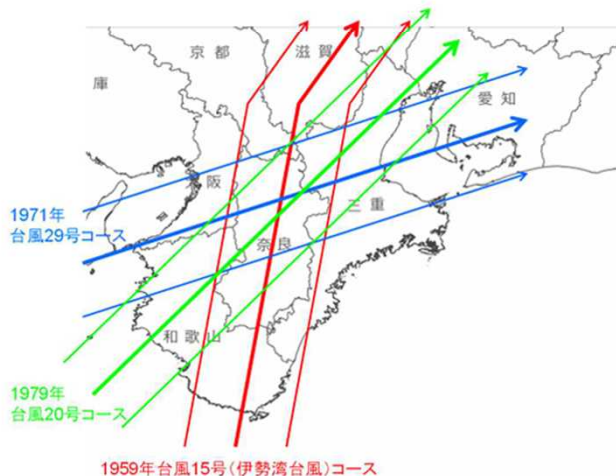 京都
滋賀
庫
愛知
大阪
三重
1971年
台風29号コース
奈良
和歌山
1979年
台風20号コース
1959年台風15号(伊勢湾台風)コース